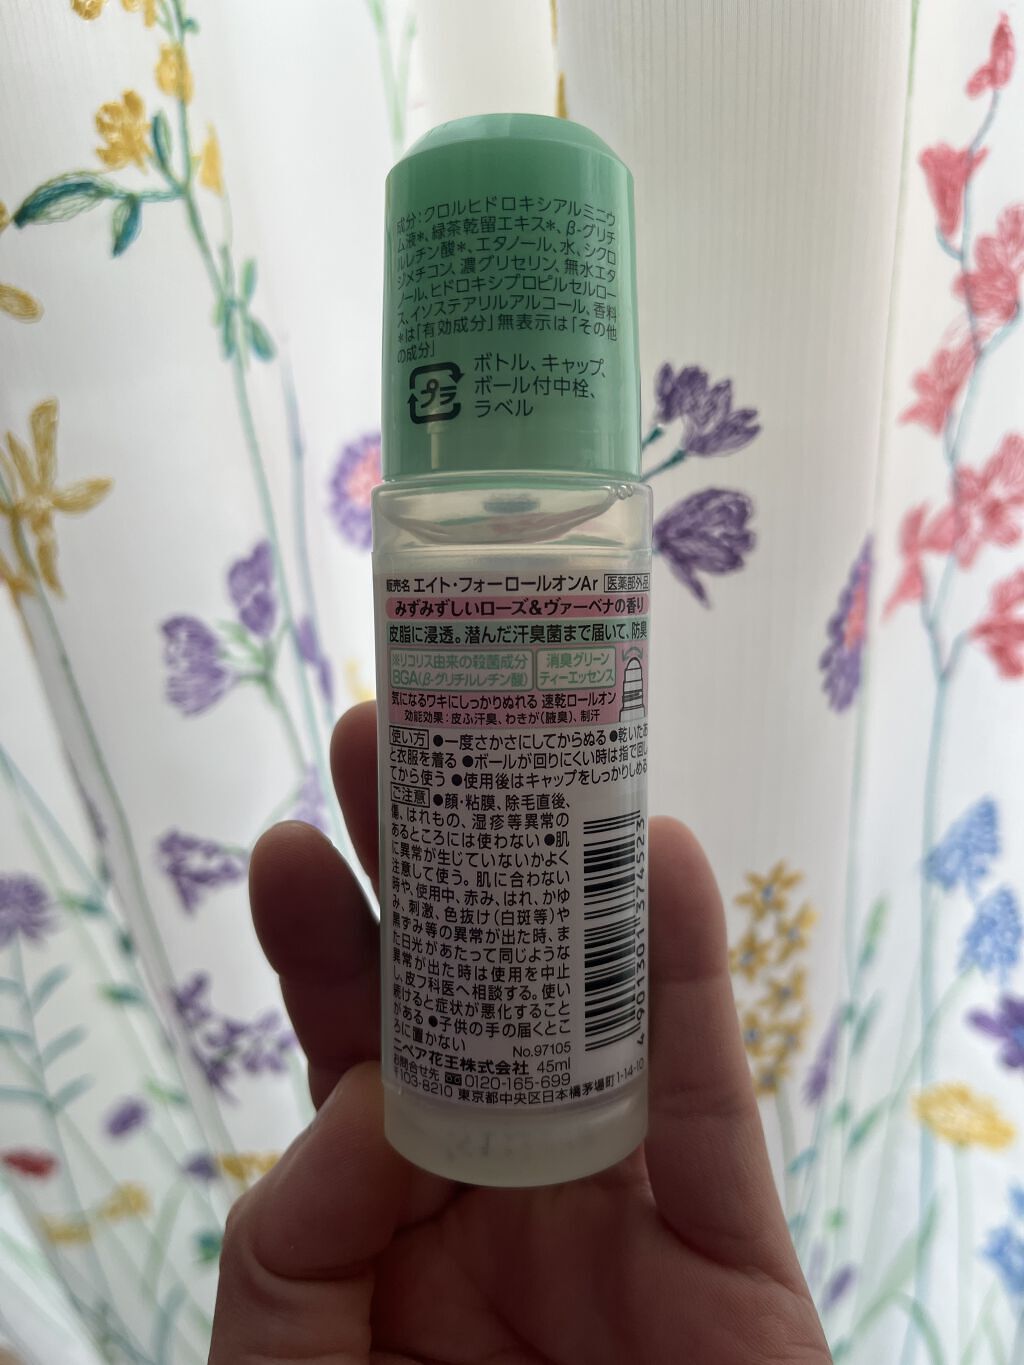 成分:クロルヒドロキシアルミニウ
ム液*、緑茶乾留エキス*、β-グリチ
ルレチン酸*、エタノール、水、シクロ
ジメチコン、濃グリセリン、無水エタ
ノール、ヒドロキシプロピルセルロー
ス、イソステアリルアルコール、香料
*は「有効成分」無表示は「その他
の成分」
プラ
ボトル、キャップ、
ボール付中栓、
ラベル
販売名 エイト・フォーロールオンAr 医薬部外品
みずみずしいローズ&ヴァーベナの香り
皮脂に浸透。潜んだ汗臭菌まで届いて、防臭
※リコリス由来の殺菌成分
BGA(β-グリチルレチン酸)
消臭グリーン
ティーエッセンス
気になるワキにしっかりぬれる 速乾ロールオン
効能効果:皮ふ汗臭、わきが(腋臭)、制汗
使い方 ●一度さかさにしてからぬる ●乾いたあ
と衣服を着る ●ボールが回りにくい時は指で回し
てから使う ●使用後はキャップをしっかりしめる
ご注意 ●顔・粘膜、除毛直後、
傷、はれもの、湿疹等異常の
あるところには使わない ●肌
に異常が生じていないかよく
注意して使う。肌に合わない
時や、使用中、赤み、はれ、かゆ
み、刺激、色抜け(白斑等)や
黒ずみ等の異常が出た時、ま
た日光があたって同じような
異常が出た時は使用を中止
し、皮フ科医へ相談する。使い
続けると症状が悪化すること
がある ●子供の手の届くとこ
ろに置かない
No.97105
ニベア花王株式会社 45ml
お問合せ先 0120-165-699
〒103-8210 東京都中央区日本橋茅場町1-14-10
4 901301 374523